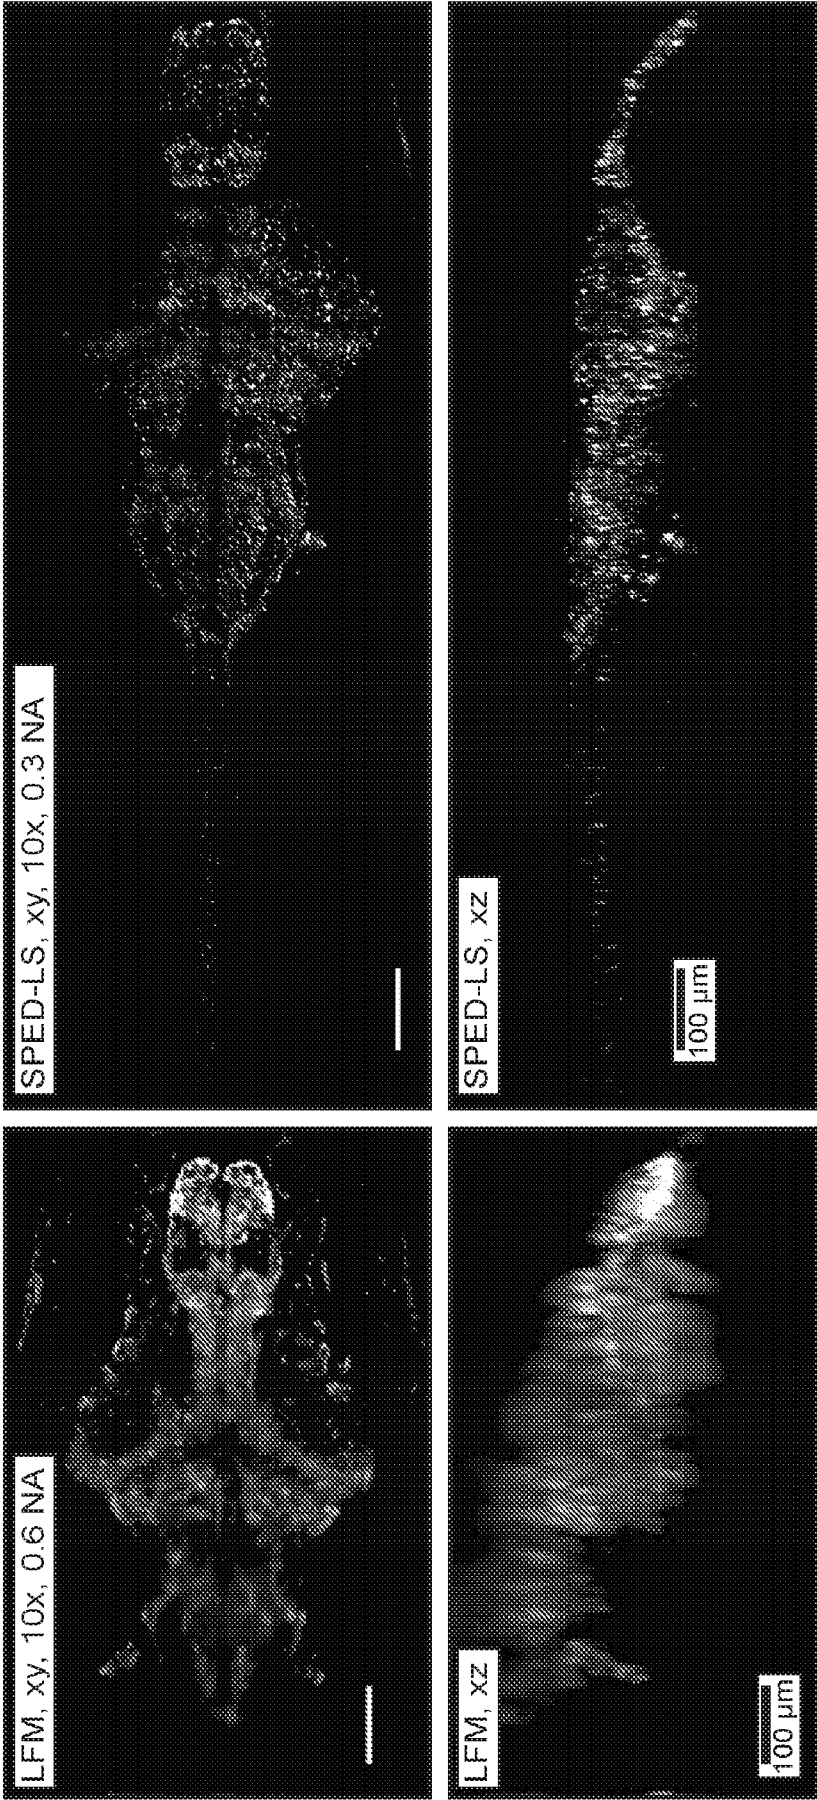 LFM, xy, 10x, 0.6 NA
SPED-LS, xy, 10x, 0.3 NA
LFM, xz
100 µm
SPED-LS, xz
100 µm